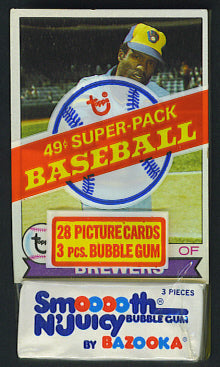 49¢ SUPER-PACK
BASEBALL
28 PICTURE CARDS
3 PCS. BUBBLE GUM
OF
BREWERS
3 PIECES
Smooooth
N'Juicy BUBBLE GUM
BY BAZOOKA®